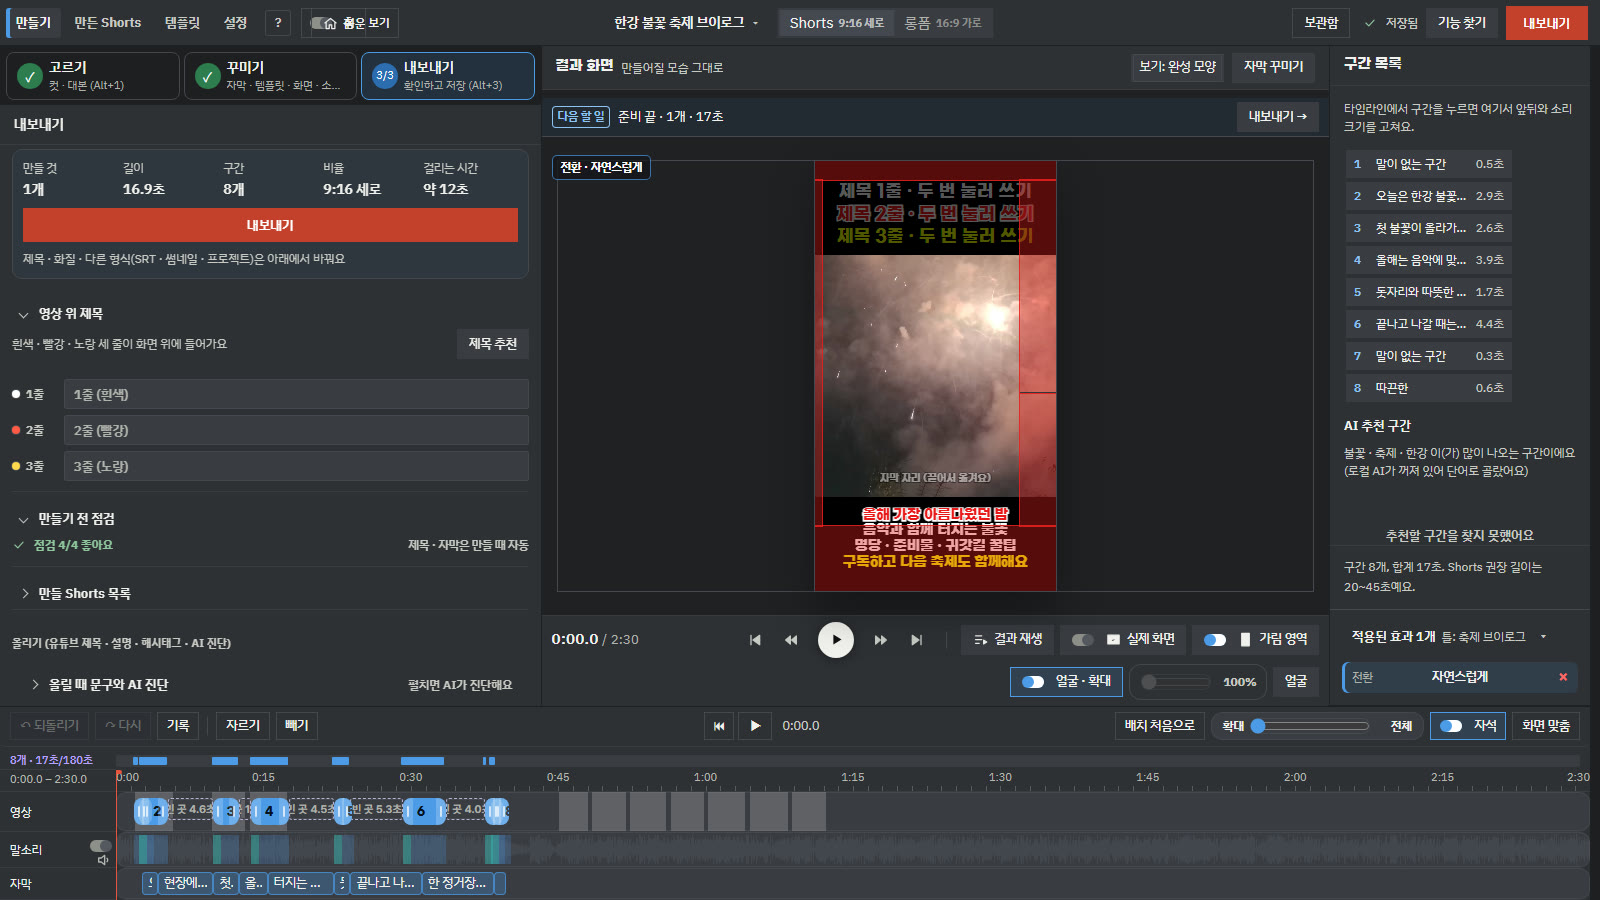 만들기
만든 Shorts
템플릿
설정
?
좁은 보기
한강 불꽃 축제 브이로그
Shorts 9:16 세로
롱폼 16:9 가로
보관함
저장됨
기능 찾기
내보내기
고르기
컷 · 대본 (Alt+1)
꾸미기
자막 · 템플릿 · 화면 · 소...
3/3
내보내기
확인하고 저장 (Alt+3)
내보내기
만들 것
1개
길이
16.9초
구간
8개
비율
9:16 세로
걸리는 시간
약 12초
내보내기
제목 · 화질 · 다른 형식(SRT · 썸네일 · 프로젝트)은 아래에서 바꿔요
영상 위 제목
흰색 · 빨강 · 노랑 세 줄이 화면 위에 들어가요
제목 추천
1줄
1줄 (흰색)
2줄
2줄 (빨강)
3줄
3줄 (노랑)
만들기 전 점검
점검 4/4 좋아요
제목 · 자막은 만들 때 자동
만들 Shorts 목록
올리기 (유튜브 제목 · 설명 · 해시태그 · AI 진단)
올릴 때 문구와 AI 진단
펼치면 AI가 진단해요
결과 화면
만들어질 모습 그대로
보기: 완성 모양
자막 꾸미기
다음 할 일
준비 끝 · 1개 · 17초
내보내기 →
전환 · 자연스럽게
제목 1줄 · 두 번 눌러 쓰기
제목 2줄 · 두 번 눌러 쓰기
제목 3줄 · 두 번 눌러 쓰기
자막 자리 (끌어서 옮겨요)
올해 가장 아름다웠던 밤
음악과 함께 터지는 불꽃
명당 · 준비물 · 귀갓길 꿀팁
구독하고 다음 축제도 함께해요
0:00.0 / 2:30
결과 재생
실제 화면
가림 영역
얼굴 · 확대
100%
얼굴
구간 목록
타임라인에서 구간을 누르면 여기서 앞뒤와 소리
크기를 고쳐요.
1 말이 없는 구간 0.5초
2 오늘은 한강 불꽃... 2.9초
3 첫 불꽃이 올라가... 2.6초
4 올해는 음악에 맞... 3.9초
5 돗자리와 따뜻한 ... 1.7초
6 끝나고 나갈 때는... 4.4초
7 말이 없는 구간 0.3초
8 따끈한 0.6초
AI 추천 구간
불꽃 · 축제 · 한강 이(가) 많이 나오는 구간이에요
(로컬 AI가 꺼져 있어 단어로 골랐어요)
추천할 구간을 찾지 못했어요
구간 8개, 합계 17초. Shorts 권장 길이는
20~45초예요.
적용된 효과 1개
틀: 축제 브이로그
전환
자연스럽게
되돌리기
다시
기록
자르기
빼기
0:00.0
배치 처음으로
확대
전체
자석
화면 맞춤
8개 · 17초/180초
0:00.0 – 2:30.0
0:00 0:15 0:30 0:45 1:00 1:15 1:30 1:45 2:00 2:15 2:30
영상
2
곳 4.6초
3
4
빈 곳 4.5초
빈 곳 5.3초
6
빈 곳 4.0
말소리
자막
현장에...
첫.
올..
터지는 ...
끝나고 나...
한 정거장...